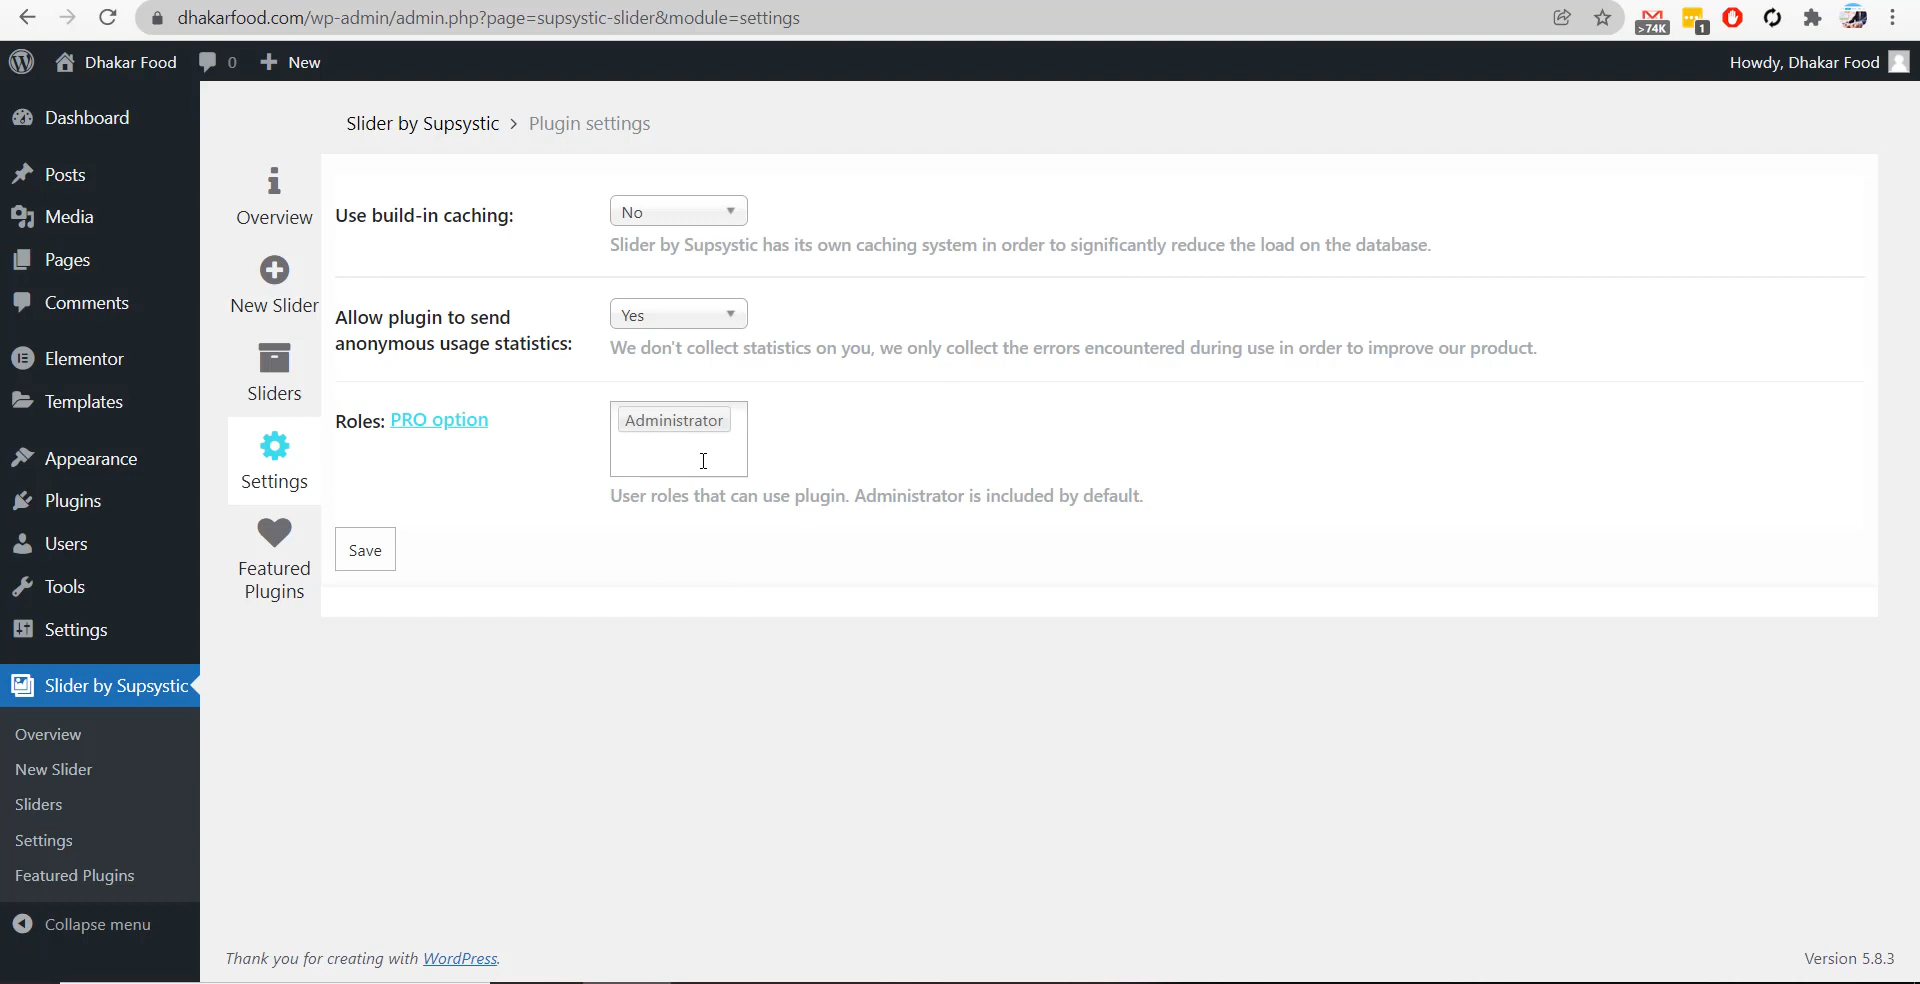 dhakarfood.com/wp-admin/admin.php?page=supsystic-slider&module=settings
>74K
1
Dhakar Food
0
New
Howdy, Dhakar Food
Dashboard
Posts
Media
Pages
Comments
Elementor
Templates
Appearance
Plugins
Users
Tools
Settings
Slider by Supsystic
Overview
New Slider
Sliders
Settings
Featured Plugins
Collapse menu
Slider by Supsystic > Plugin settings
Overview
New Slider
Sliders
Settings
Featured
Plugins
Use build-in caching:
No
Slider by Supsystic has its own caching system in order to significantly reduce the load on the database.
Allow plugin to send
anonymous usage statistics:
Yes
We don't collect statistics on you, we only collect the errors encountered during use in order to improve our product.
Roles: PRO option
Administrator
User roles that can use plugin. Administrator is included by default.
Save
Thank you for creating with WordPress.
Version 5.8.3